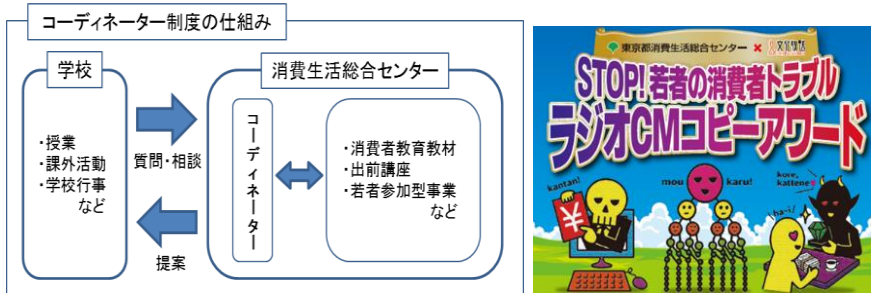 コーディネーター制度の仕組み
学校
・授業
・課外活動
・学校行事
など
質問・相談
提案
消費生活総合センター
コーディネーター
・消費者教育教材
・出前講座
・若者参加型事業
など
東京都消費生活総合センター × 文化放送
STOP!若者の消費者トラブル
ラジオCMコピーアワード
kantan!
¥
mou karu!
kore,
kattene
ha-i